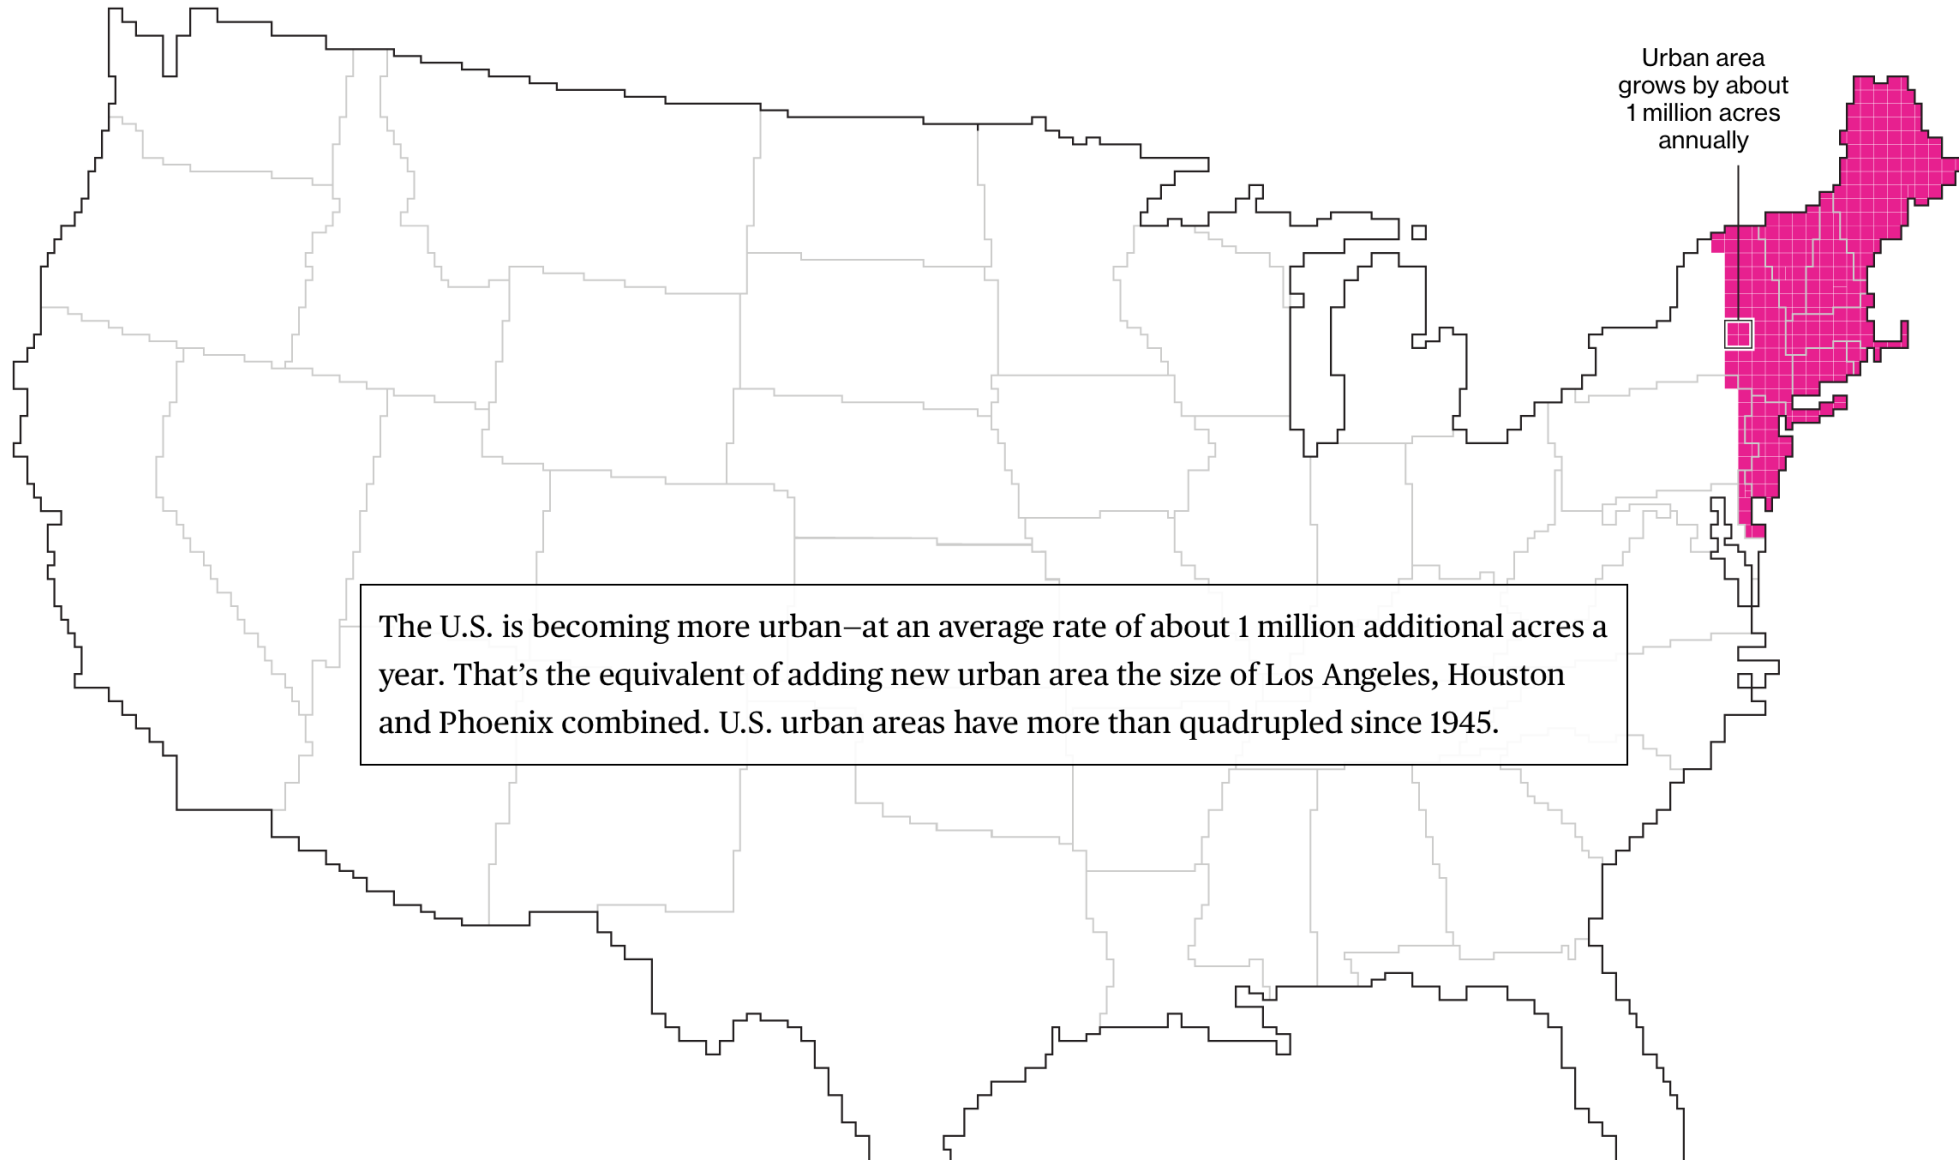 Urban area
grows by about
1 million acres
annually
The U.S. is becoming more urban—at an average rate of about 1 million additional acres a
year. That’s the equivalent of adding new urban area the size of Los Angeles, Houston
and Phoenix combined. U.S. urban areas have more than quadrupled since 1945.